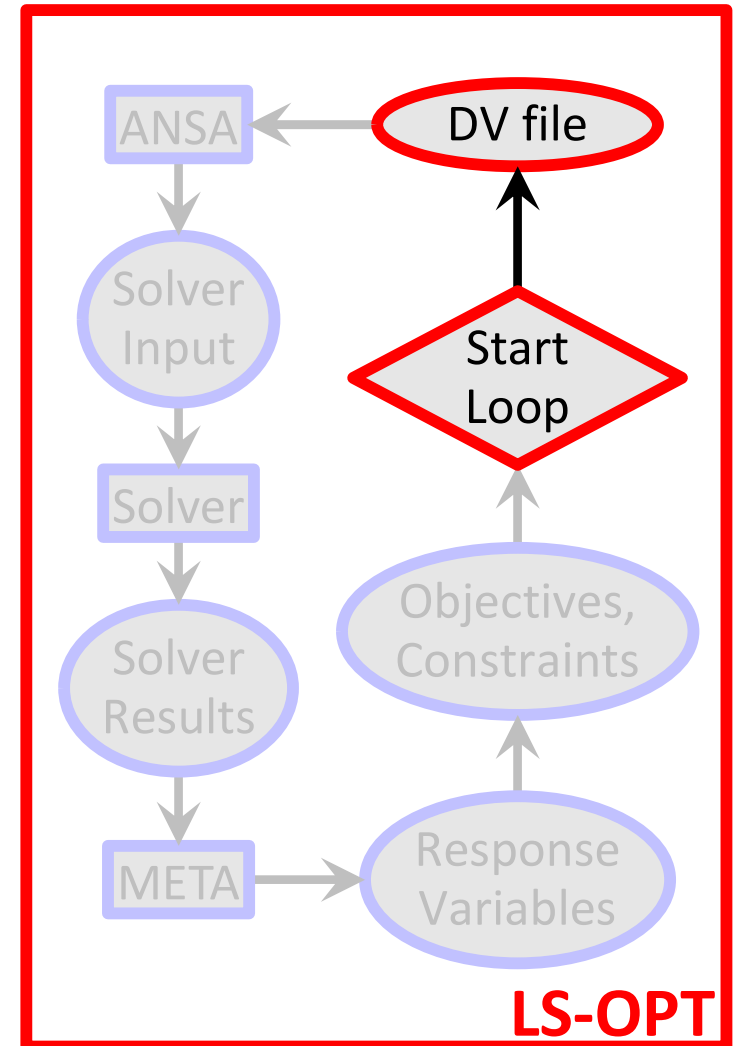 ANSA
DV file
Solver
Input
Start
Loop
Solver
Objectives,
Constraints
Solver
Results
META
Response
Variables
LS-OPT